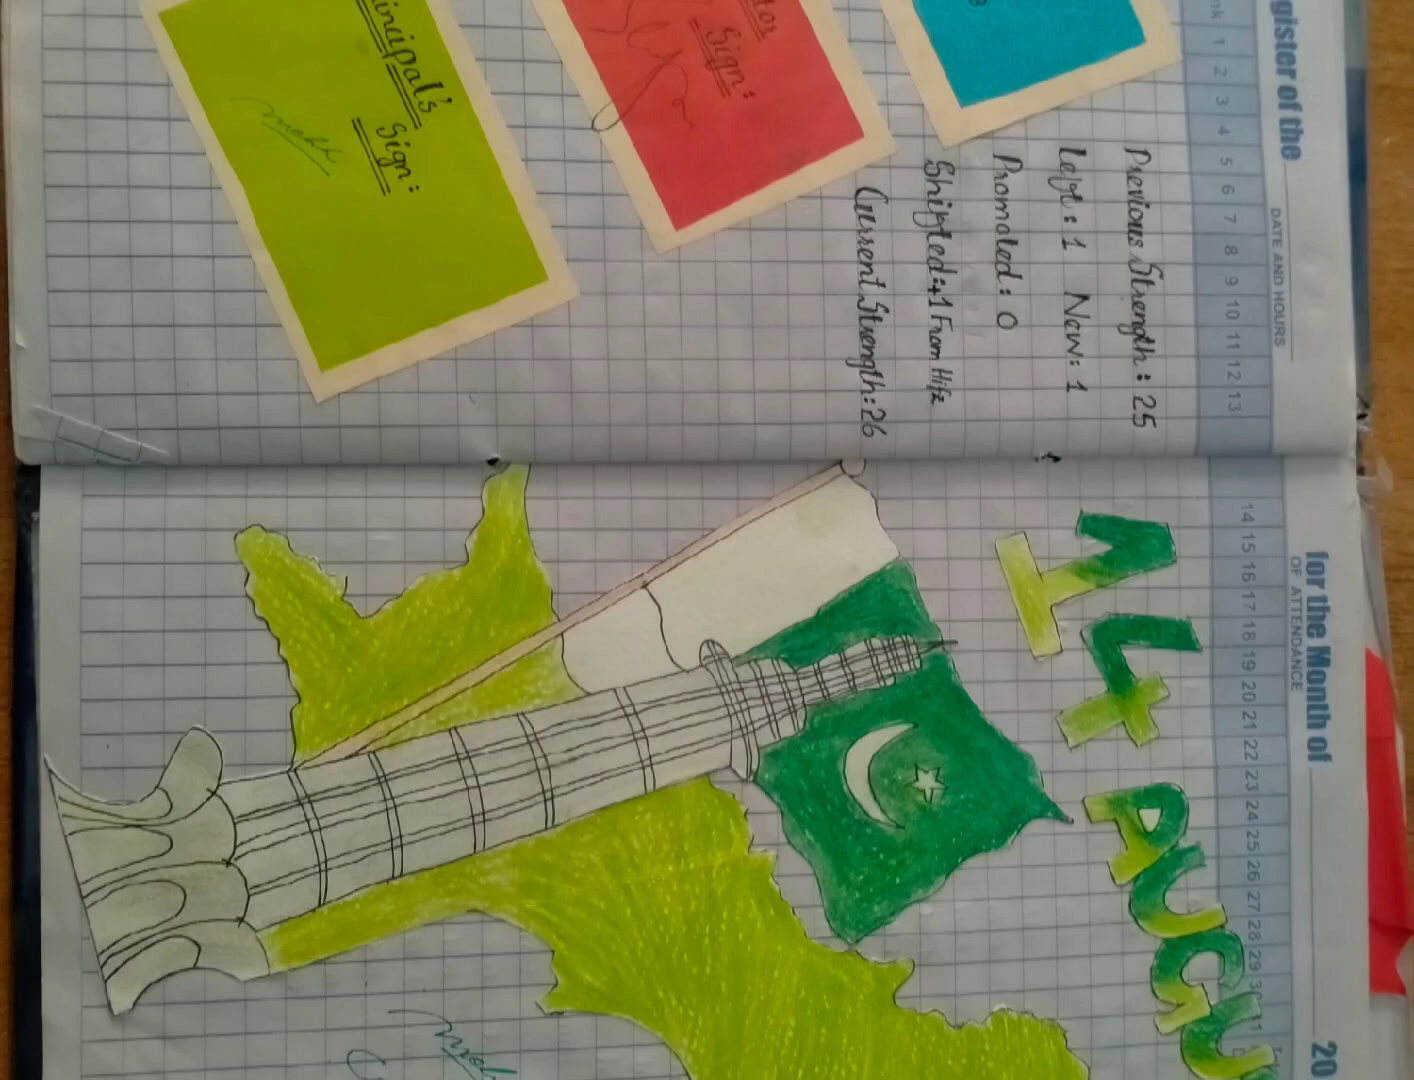 gister of the
DATE AND HOURS
1 2 3 4 5 6 7 8 9 10 11 12 13
Previous Strength: 25
Left: 1 New: 1
Promoted: 0
Shifted: +1 From Hifz
Current Strength: 26
Sign:
incipal's
Sign:
for the Month of 20
OF ATTENDANCE
14 15 16 17 18 19 20 21 22 23 24 25 26 27 28 29 30
14 AUGU